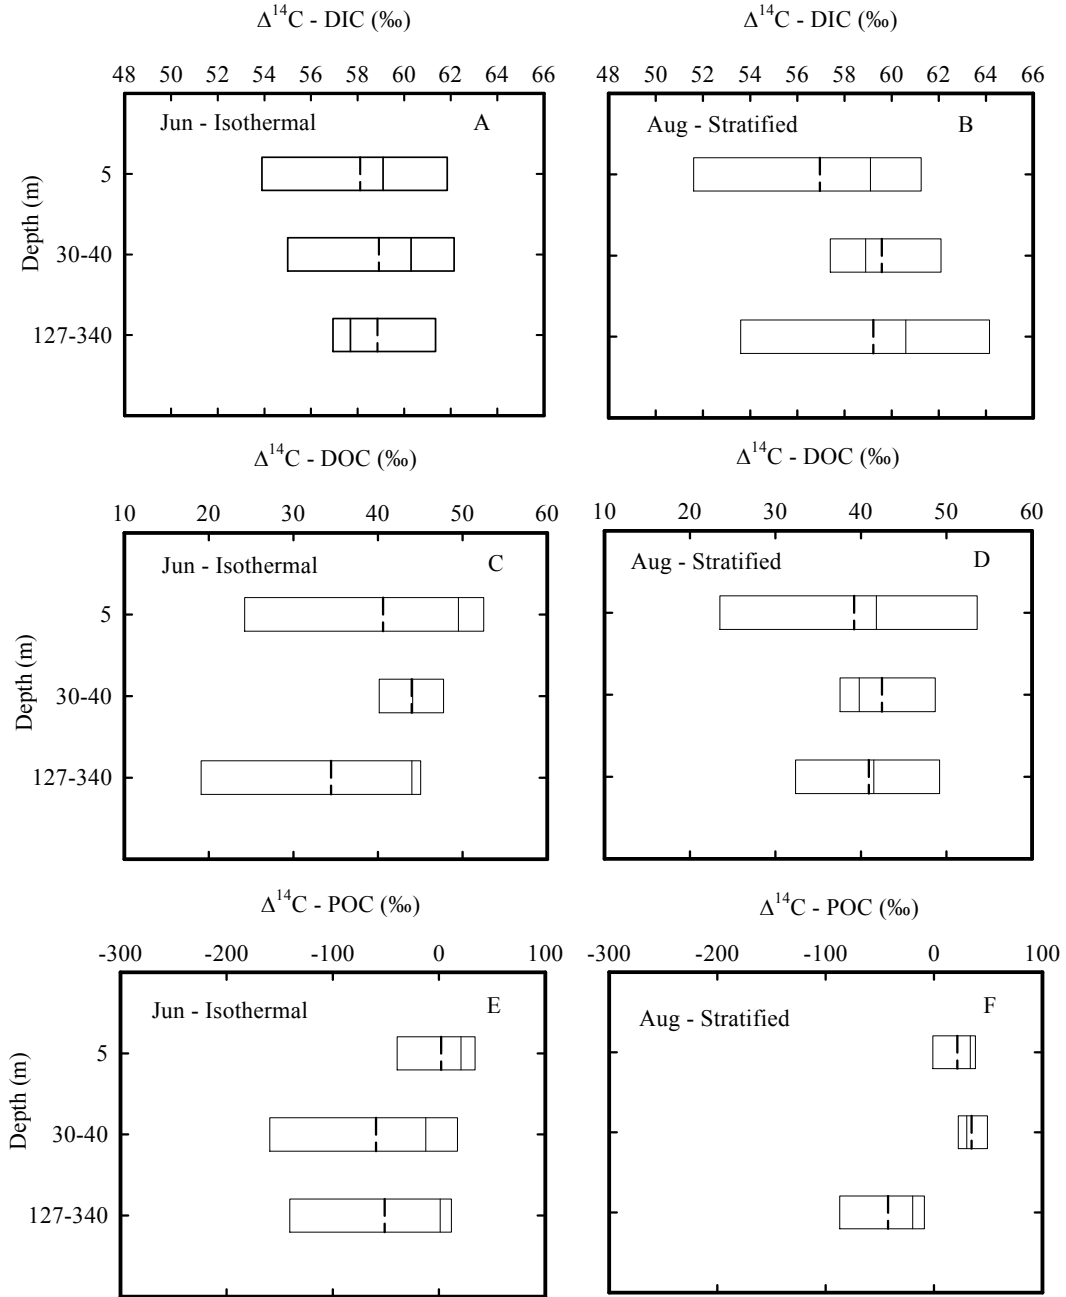 Δ¹⁴C - DIC (‰)
48 50 52 54 56 58 60 62 64 66
Jun - Isothermal A
Depth (m)
5
30-40
127-340
Δ¹⁴C - DIC (‰)
48 50 52 54 56 58 60 62 64 66
Aug - Stratified B
Δ¹⁴C - DOC (‰)
10 20 30 40 50 60
Jun - Isothermal C
Depth (m)
5
30-40
127-340
Δ¹⁴C - DOC (‰)
10 20 30 40 50 60
Aug - Stratified D
Δ¹⁴C - POC (‰)
-300 -200 -100 0 100
Jun - Isothermal E
Depth (m)
5
30-40
127-340
Δ¹⁴C - POC (‰)
-300 -200 -100 0 100
Aug - Stratified F